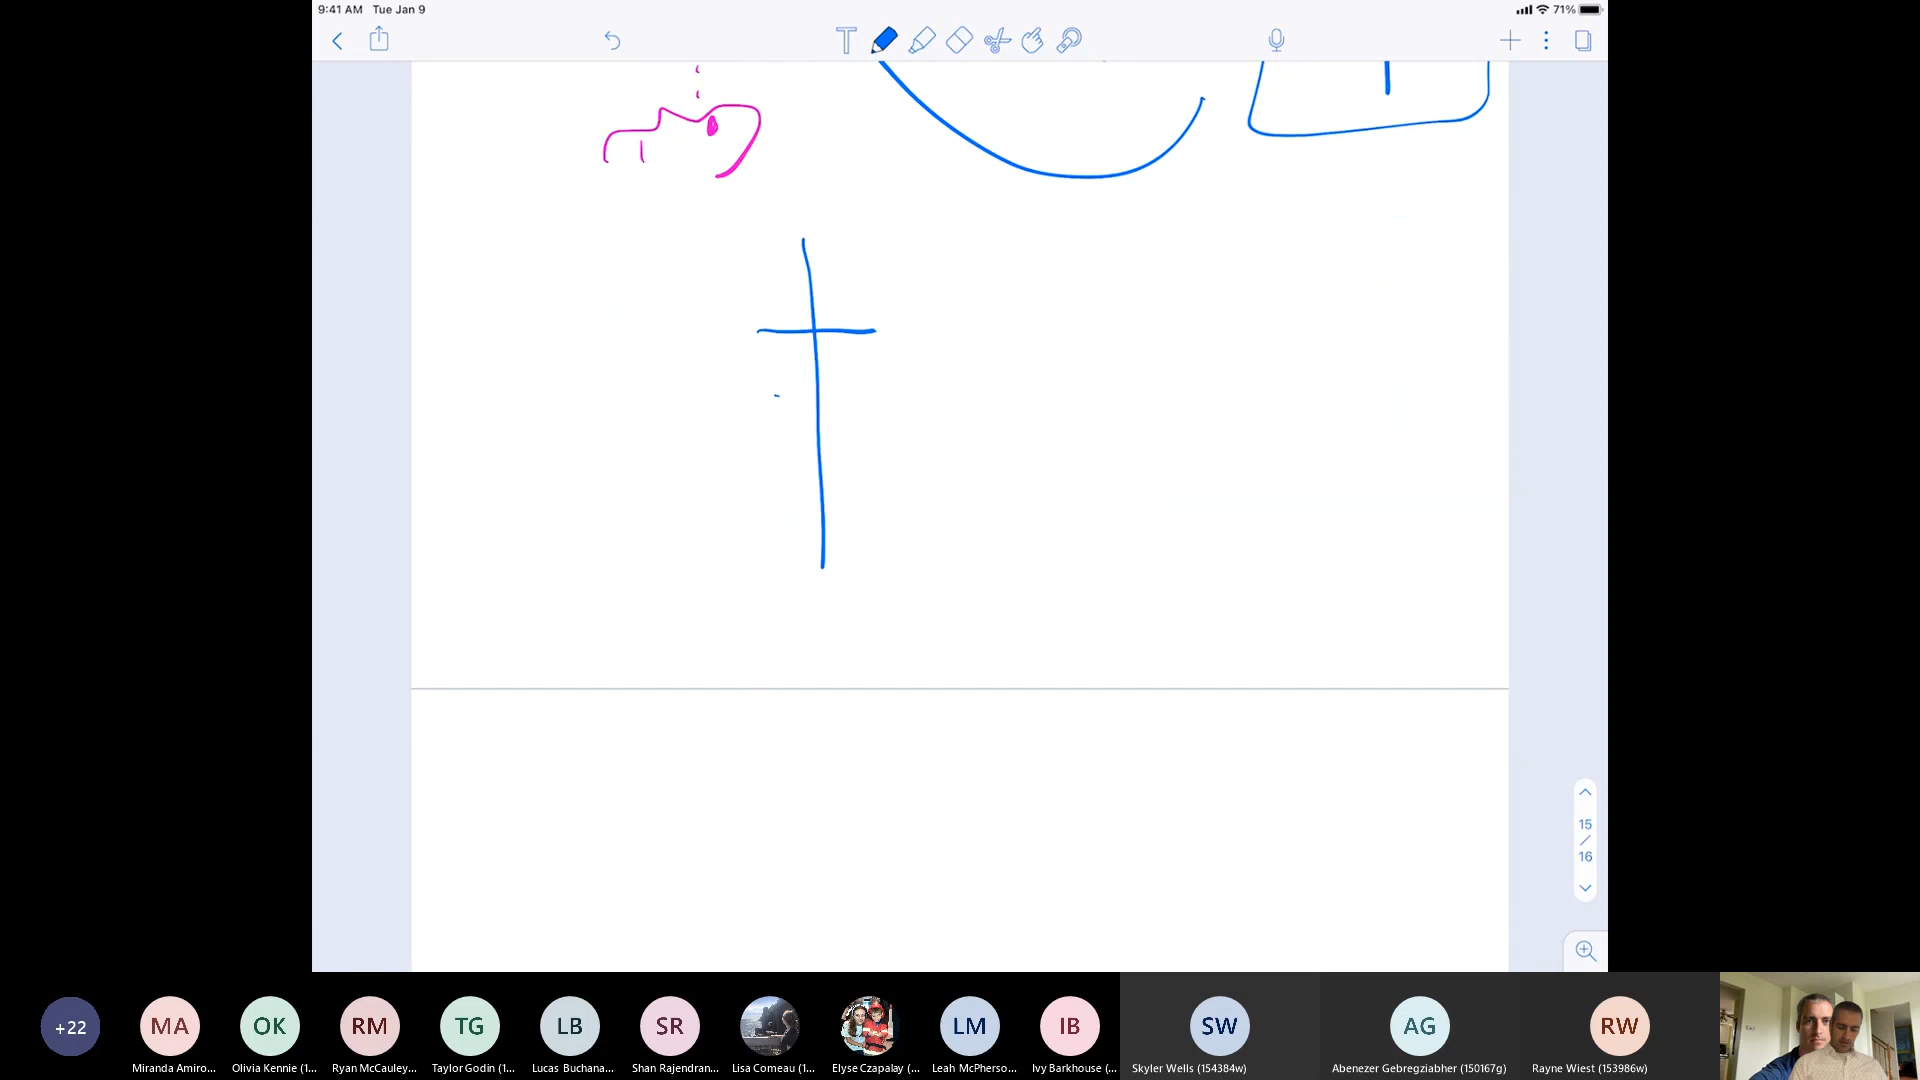 9:41 AM Tue Jan 9
71%
T
15
16
+22
MA
OK
RM
TG
LB
SR
LM
IB
SW
AG
RW
Miranda Amiro...
Olivia Kennie (1...
Ryan McCauley...
Taylor Godin (1...
Lucas Buchana...
Shan Rajendran...
Lisa Comeau (1...
Elyse Czapalay (...
Leah McPherso...
Ivy Barkhouse (...
Skyler Wells (154384w)
Abenezer Gebregziabher (150167g)
Rayne Wiest (153986w)